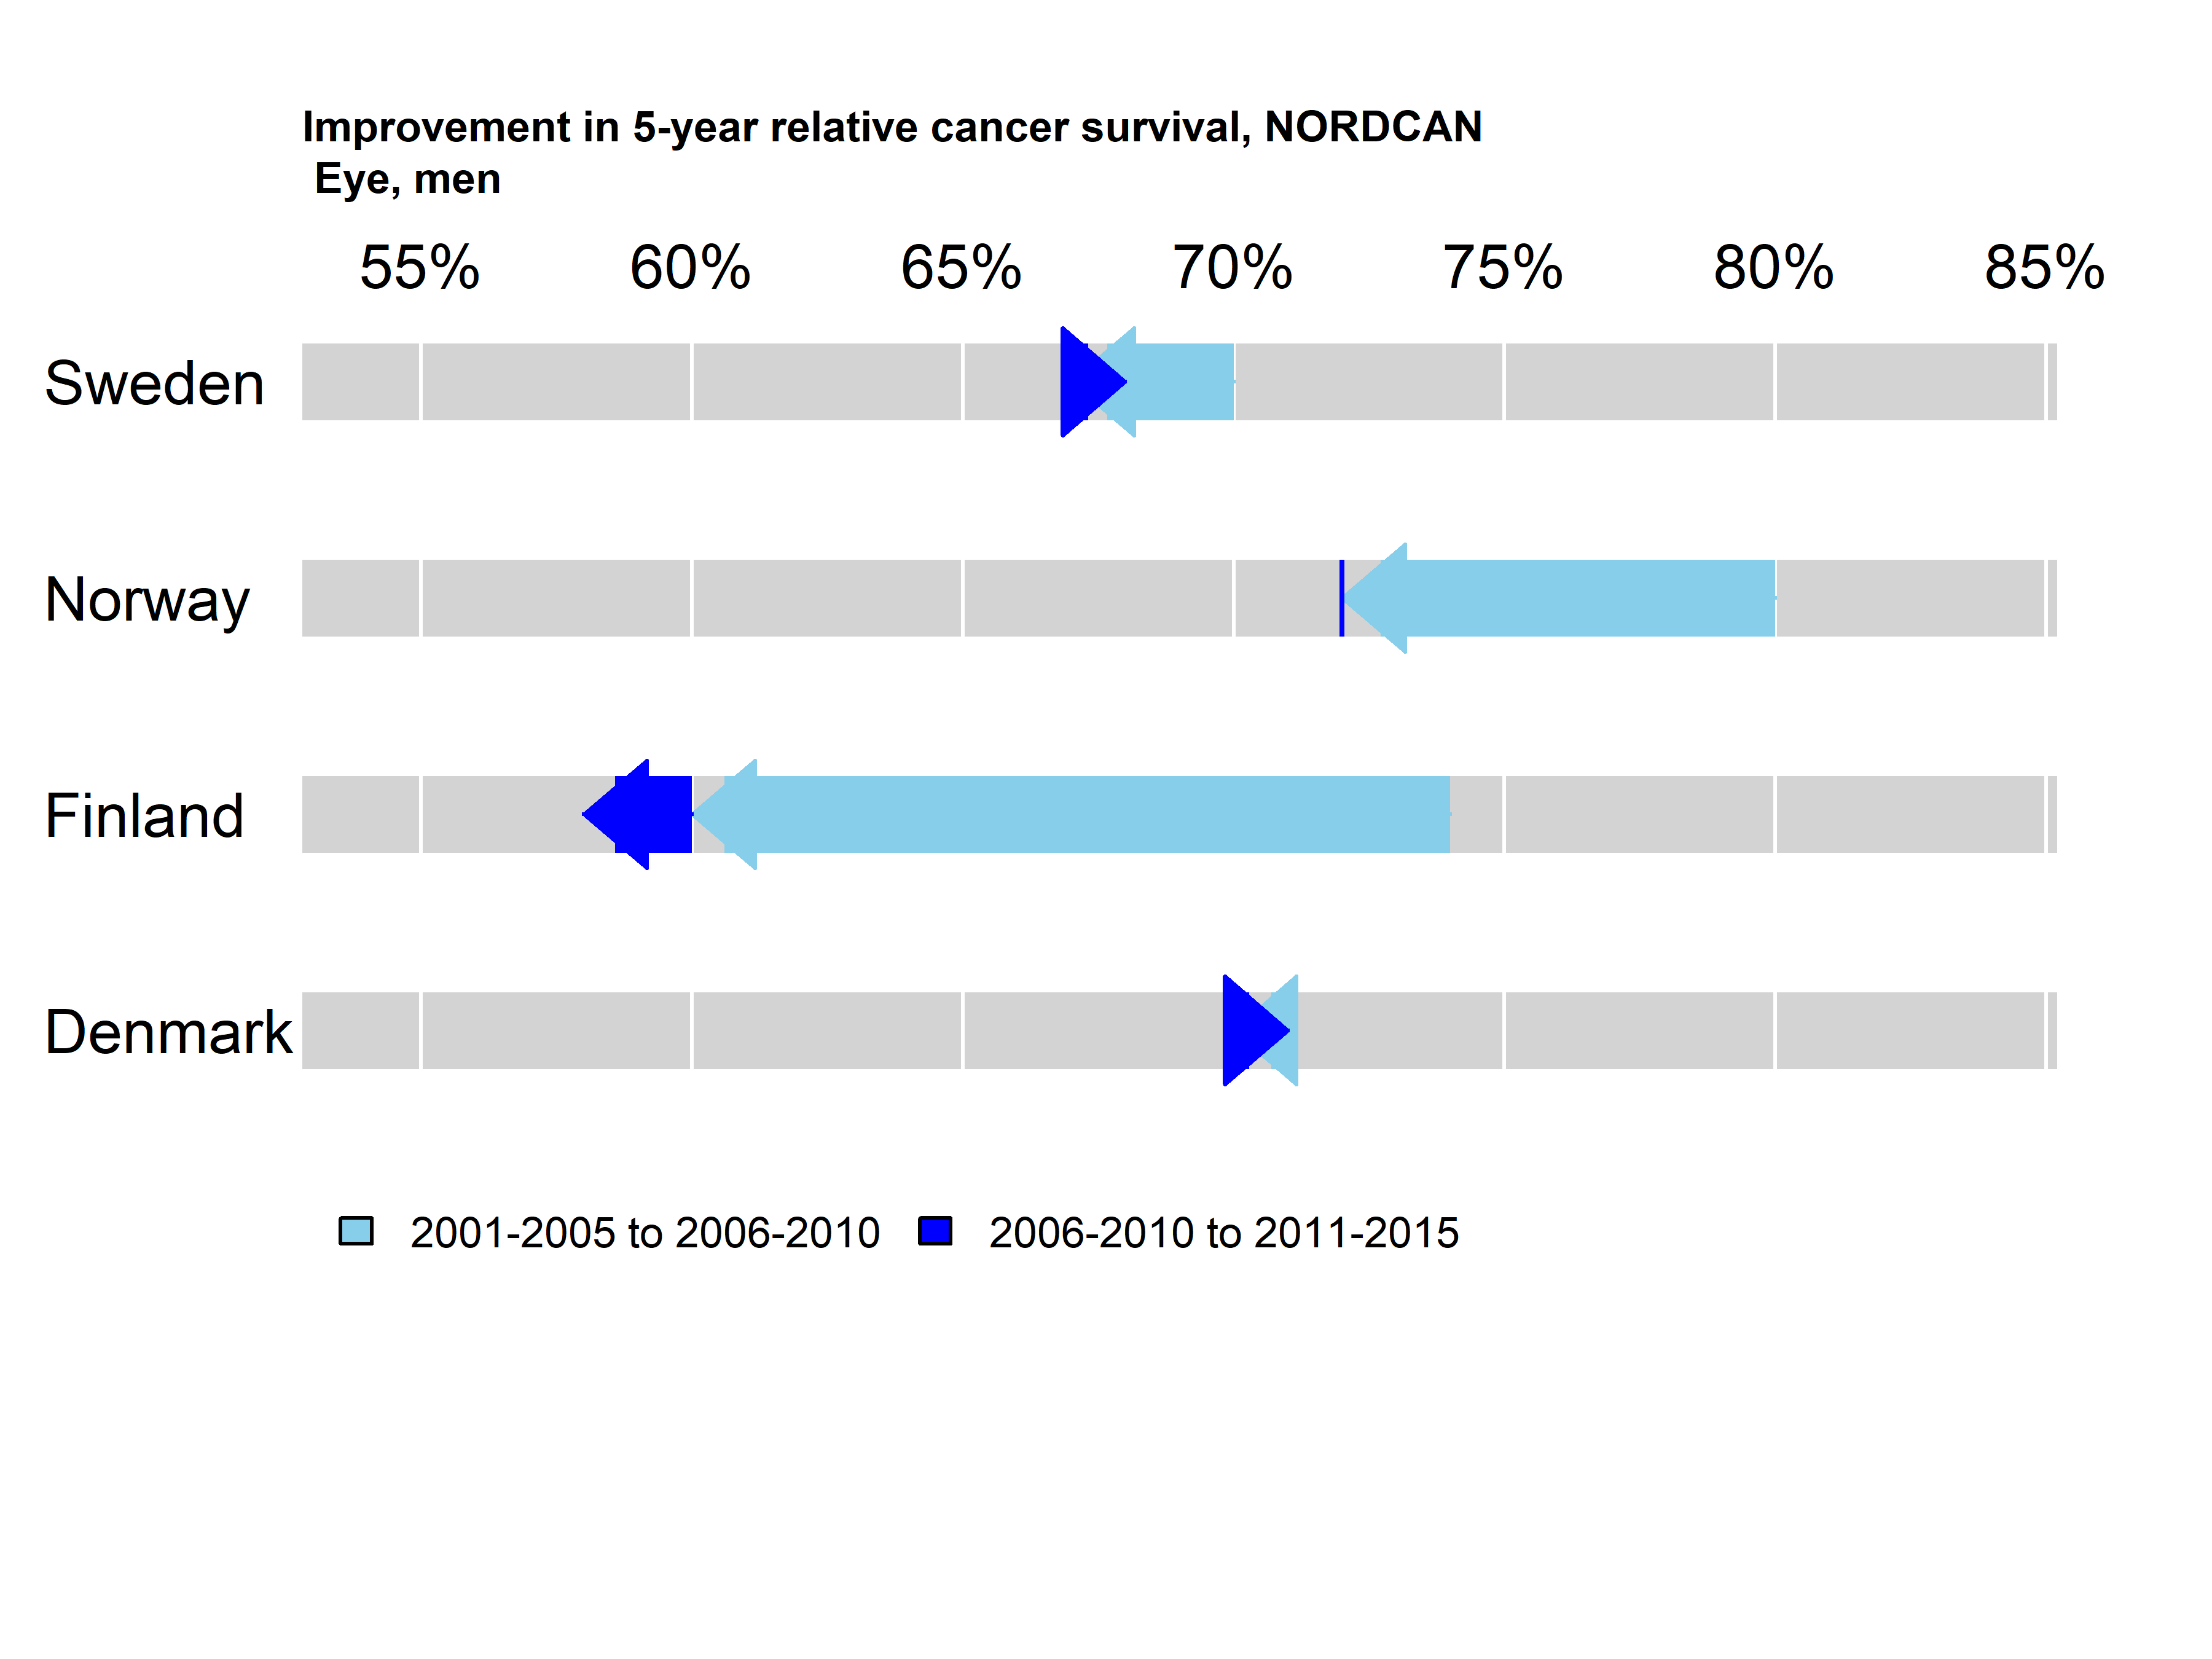 Improvement in 5-year relative cancer survival, NORDCAN
Eye, men
55% 60% 65% 70% 75% 80% 85%
Sweden
Norway
Finland
Denmark
2001-2005 to 2006-2010 2006-2010 to 2011-2015